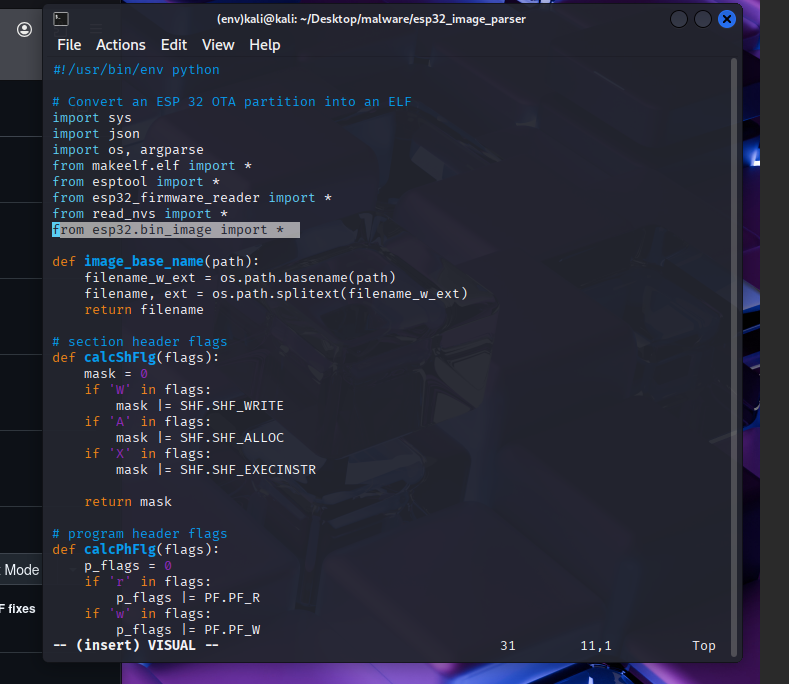 (env)kali@kali: ~/Desktop/malware/esp32_image_parser
File Actions Edit View Help
#!/usr/bin/env python
# Convert an ESP 32 OTA partition into an ELF
import sys
import json
import os, argparse
from makeelf.elf import *
from esptool import *
from esp32_firmware_reader import *
from read_nvs import *
from esp32.bin_image import *
def image_base_name(path):
    filename_w_ext = os.path.basename(path)
    filename, ext = os.path.splitext(filename_w_ext)
    return filename
# section header flags
def calcShFlg(flags):
    mask = 0
    if 'W' in flags:
        mask |= SHF.SHF_WRITE
    if 'A' in flags:
        mask |= SHF.SHF_ALLOC
    if 'X' in flags:
        mask |= SHF.SHF_EXECINSTR
    return mask
# program header flags
def calcPhFlg(flags):
    p_flags = 0
    if 'r' in flags:
        p_flags |= PF.PF_R
    if 'w' in flags:
        p_flags |= PF.PF_W
-- (insert) VISUAL -- 31 11,1 Top
Mode
F fixes